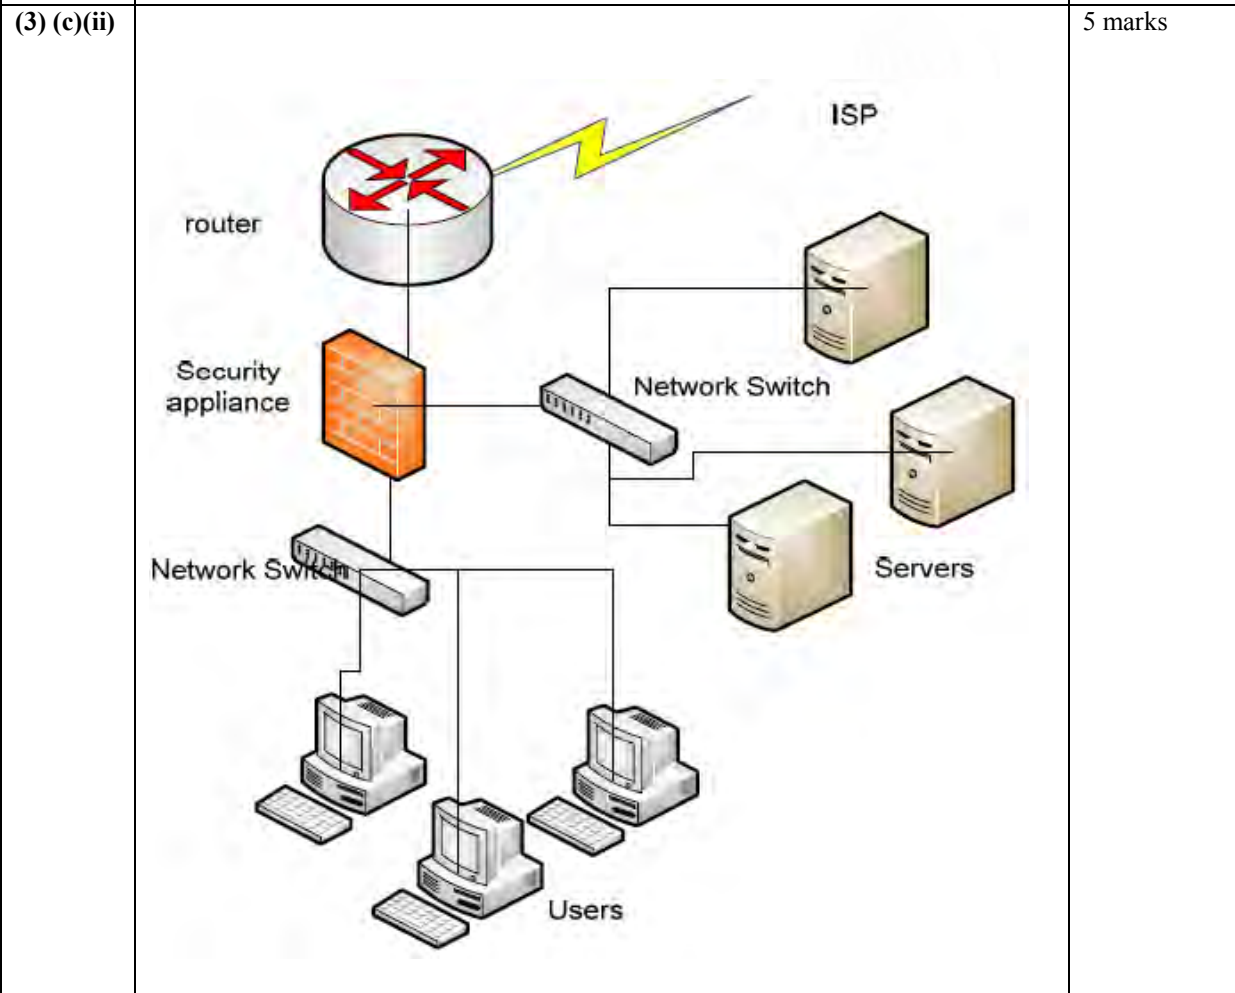 (3) (c)(ii)
5 marks
ISP
router
Security
appliance
Network Switch
Network Switch
Servers
Users